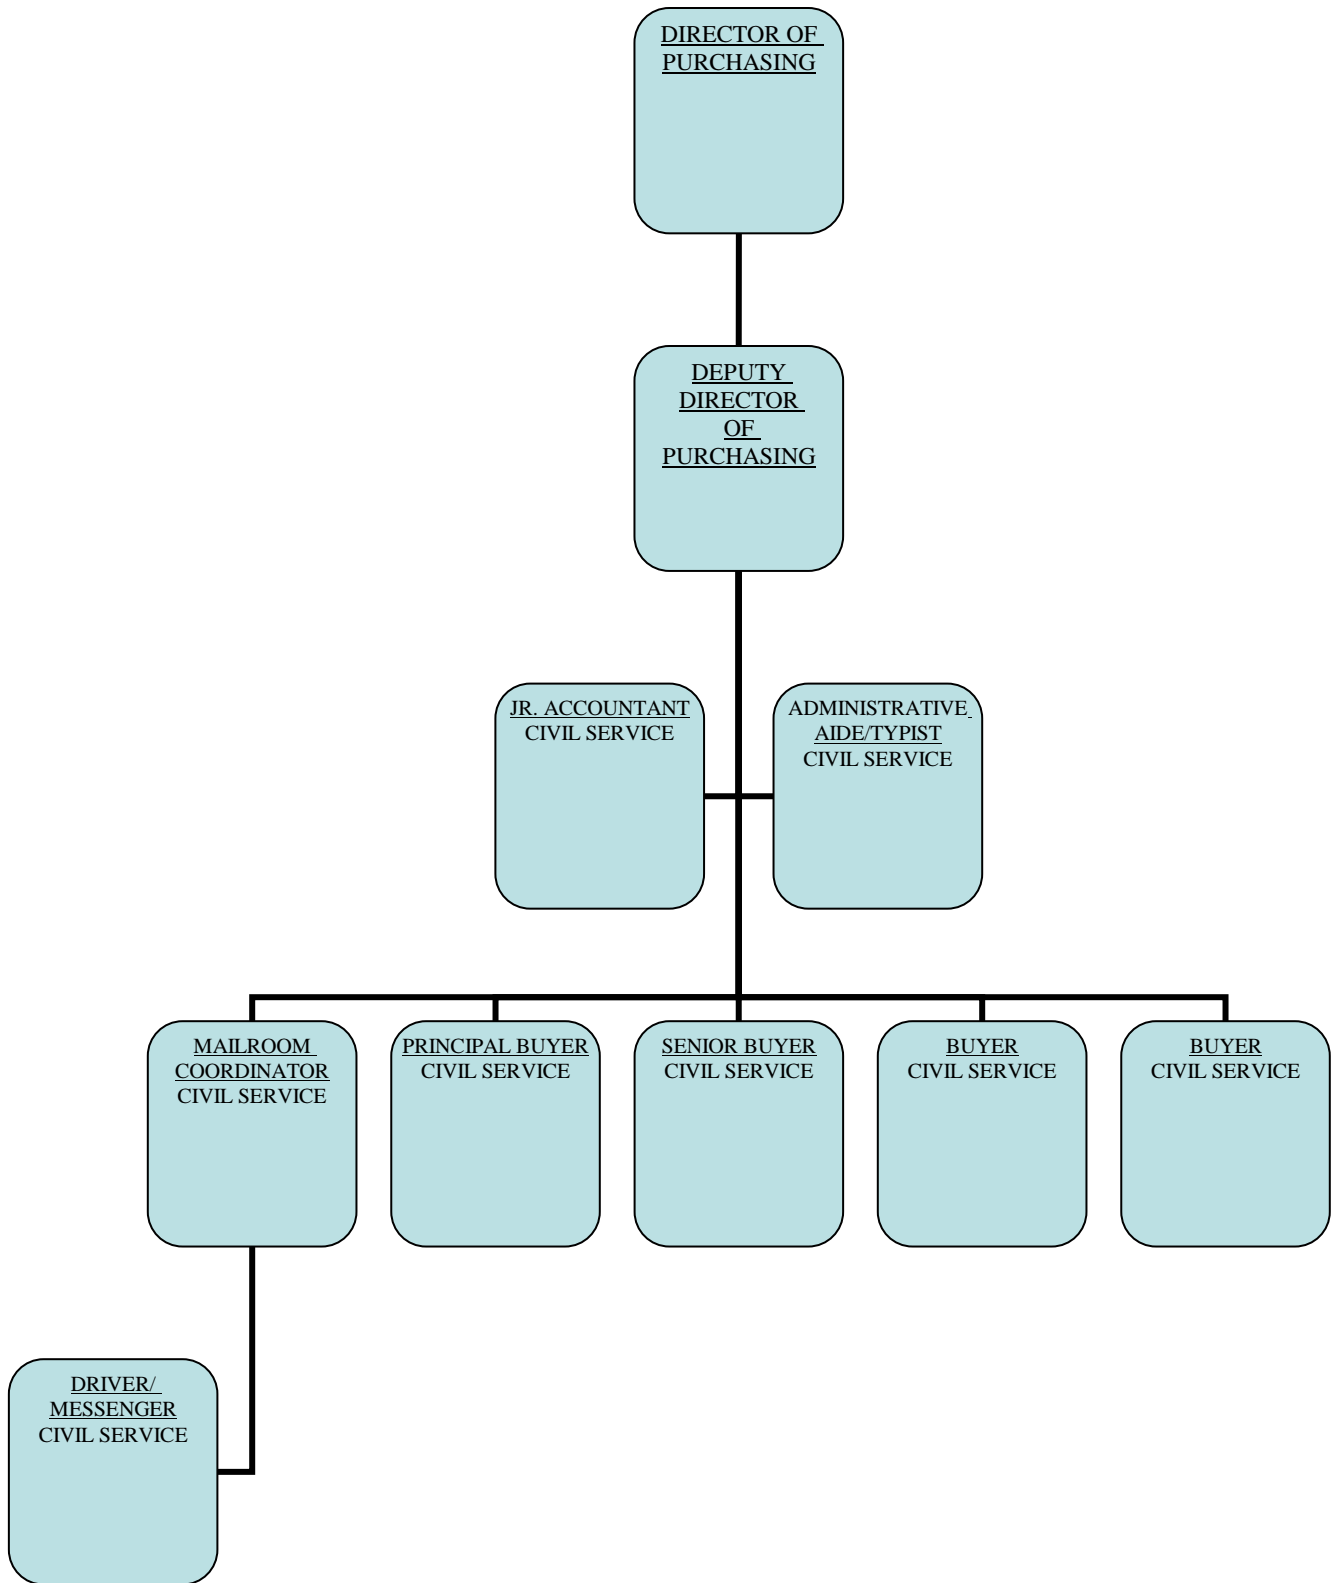 DIRECTOR OF
PURCHASING
DEPUTY
DIRECTOR
OF
PURCHASING
JR. ACCOUNTANT
CIVIL SERVICE
ADMINISTRATIVE
AIDE/TYPIST
CIVIL SERVICE
MAILROOM
COORDINATOR
CIVIL SERVICE
PRINCIPAL BUYER
CIVIL SERVICE
SENIOR BUYER
CIVIL SERVICE
BUYER
CIVIL SERVICE
BUYER
CIVIL SERVICE
DRIVER/
MESSENGER
CIVIL SERVICE